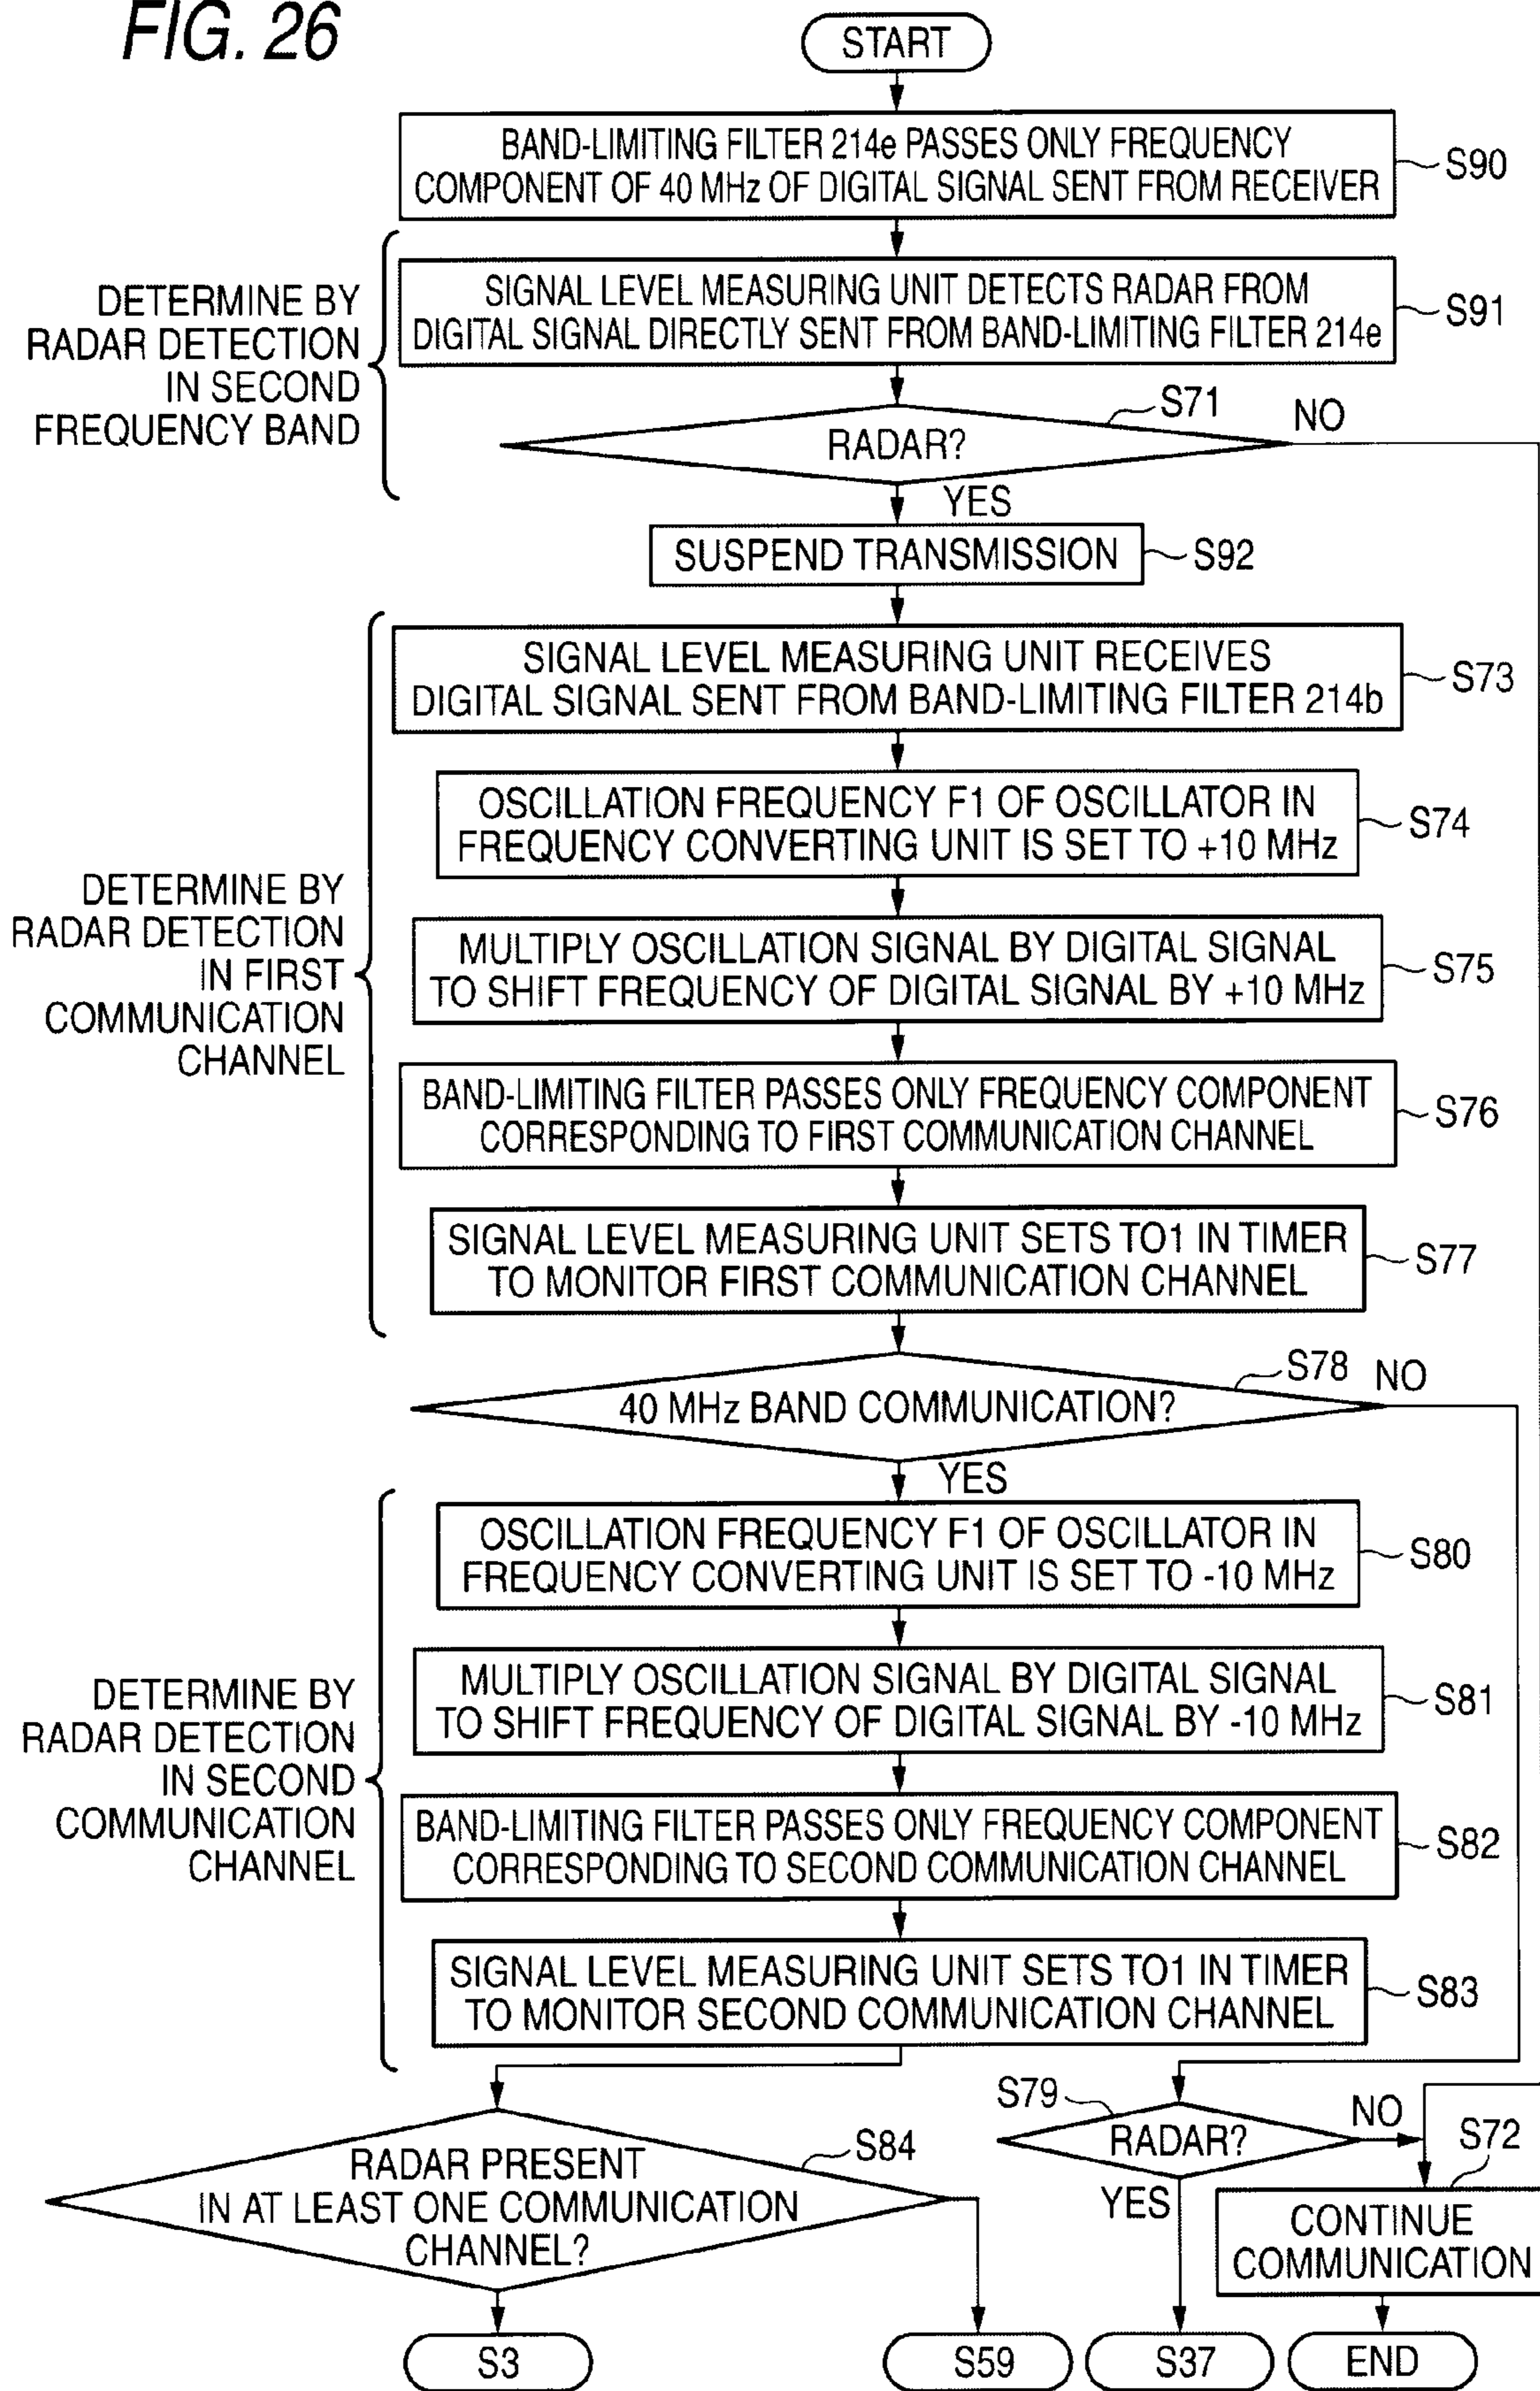 FIG. 26
START
BAND-LIMITING FILTER 214e PASSES ONLY FREQUENCY
COMPONENT OF 40 MHz OF DIGITAL SIGNAL SENT FROM RECEIVER
S90
DETERMINE BY
RADAR DETECTION
IN SECOND
FREQUENCY BAND
SIGNAL LEVEL MEASURING UNIT DETECTS RADAR FROM
DIGITAL SIGNAL DIRECTLY SENT FROM BAND-LIMITING FILTER 214e
S91
S71
NO
RADAR?
YES
SUSPEND TRANSMISSION
S92
DETERMINE BY
RADAR DETECTION
IN FIRST
COMMUNICATION
CHANNEL
SIGNAL LEVEL MEASURING UNIT RECEIVES
DIGITAL SIGNAL SENT FROM BAND-LIMITING FILTER 214b
S73
OSCILLATION FREQUENCY F1 OF OSCILLATOR IN
FREQUENCY CONVERTING UNIT IS SET TO +10 MHz
S74
MULTIPLY OSCILLATION SIGNAL BY DIGITAL SIGNAL
TO SHIFT FREQUENCY OF DIGITAL SIGNAL BY +10 MHz
S75
BAND-LIMITING FILTER PASSES ONLY FREQUENCY COMPONENT
CORRESPONDING TO FIRST COMMUNICATION CHANNEL
S76
SIGNAL LEVEL MEASURING UNIT SETS TO1 IN TIMER
TO MONITOR FIRST COMMUNICATION CHANNEL
S77
S78
NO
40 MHz BAND COMMUNICATION?
YES
DETERMINE BY
RADAR DETECTION
IN SECOND
COMMUNICATION
CHANNEL
OSCILLATION FREQUENCY F1 OF OSCILLATOR IN
FREQUENCY CONVERTING UNIT IS SET TO -10 MHz
S80
MULTIPLY OSCILLATION SIGNAL BY DIGITAL SIGNAL
TO SHIFT FREQUENCY OF DIGITAL SIGNAL BY -10 MHz
S81
BAND-LIMITING FILTER PASSES ONLY FREQUENCY COMPONENT
CORRESPONDING TO SECOND COMMUNICATION CHANNEL
S82
SIGNAL LEVEL MEASURING UNIT SETS TO1 IN TIMER
TO MONITOR SECOND COMMUNICATION CHANNEL
S83
S84
RADAR PRESENT
IN AT LEAST ONE COMMUNICATION
CHANNEL?
S79
NO
RADAR?
YES
S72
CONTINUE
COMMUNICATION
S3
S59
S37
END